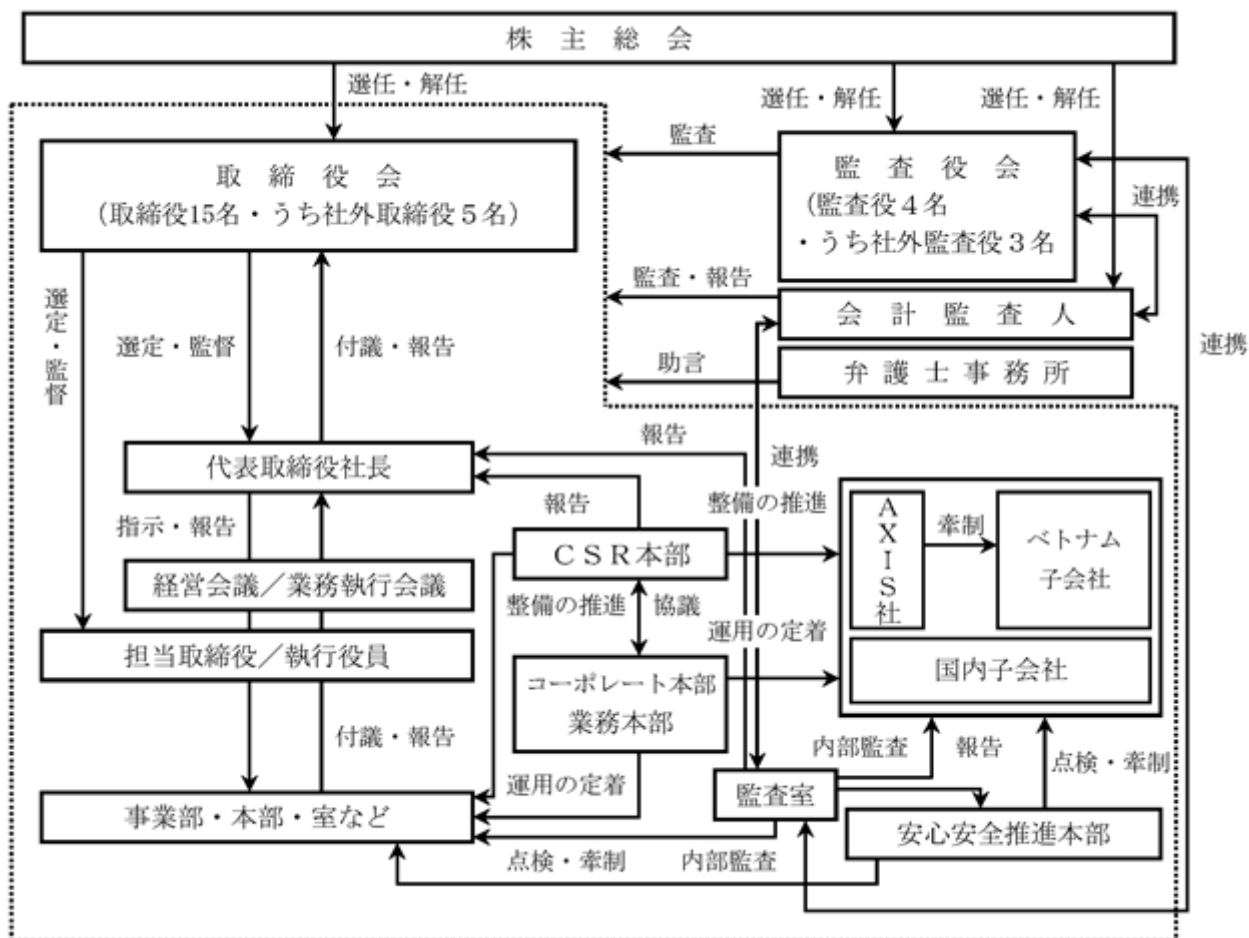 株主総会
選任・解任
選任・解任
選任・解任
取締役会
（取締役15名・うち社外取締役５名）
監査
監査役会
（監査役４名
・うち社外監査役３名
連携
監査・報告
会計監査人
助言
弁護士事務所
連携
選定・監督
選定・監督
付議・報告
報告
連携
代表取締役社長
指示・報告
報告
整備の推進
ＣＳＲ本部
ＡＸＩＳ社
牽制
ベトナム
子会社
経営会議／業務執行会議
整備の推進
協議
運用の定着
担当取締役／執行役員
コーポレート本部
業務本部
国内子会社
付議・報告
内部監査
報告
点検・牽制
運用の定着
監査室
事業部・本部・室など
安心安全推進本部
点検・牽制
内部監査